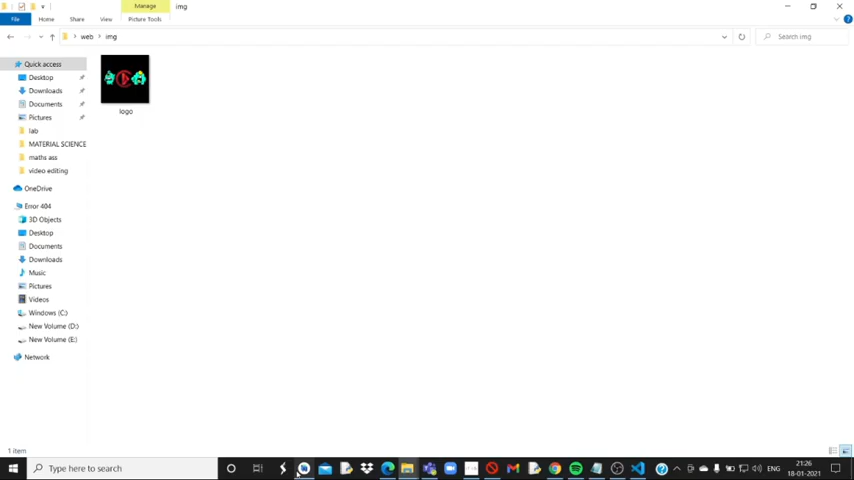 Manage
img
File
Home
Share
View
Picture Tools
web
img
Search img
Quick access
Desktop
Downloads
Documents
Pictures
lab
MATERIAL SCIENCE
maths ass
video editing
OneDrive
Error 404
3D Objects
Desktop
Documents
Downloads
Music
Pictures
Videos
Windows (C:)
New Volume (D:)
New Volume (E:)
Network
logo
1 item
Type here to search
ENG
21:26
18-01-2021